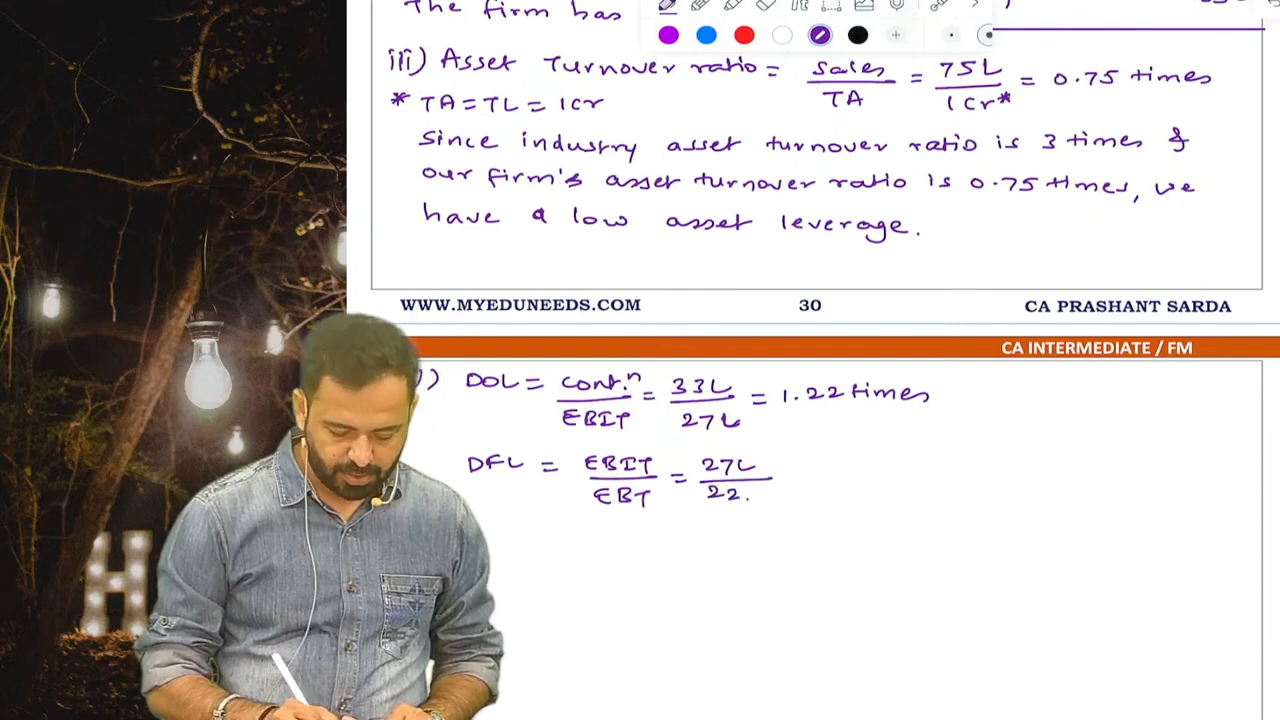 The firm has
iii) Asset Turnover ratio = Sales / TA = 75L / 1Cr* = 0.75 times
* TA = TL = 1Cr
Since industry asset turnover ratio is 3 times &
our firm's asset turnover ratio is 0.75 times, we
have a low asset leverage.
WWW.MYEDUNEEDS.COM 30 CA PRASHANT SARDA
CA INTERMEDIATE / FM
) DOL = Cont.n / EBIT = 33L / 27L = 1.22 times
DFL = EBIT / EBT = 27L / 22.
H